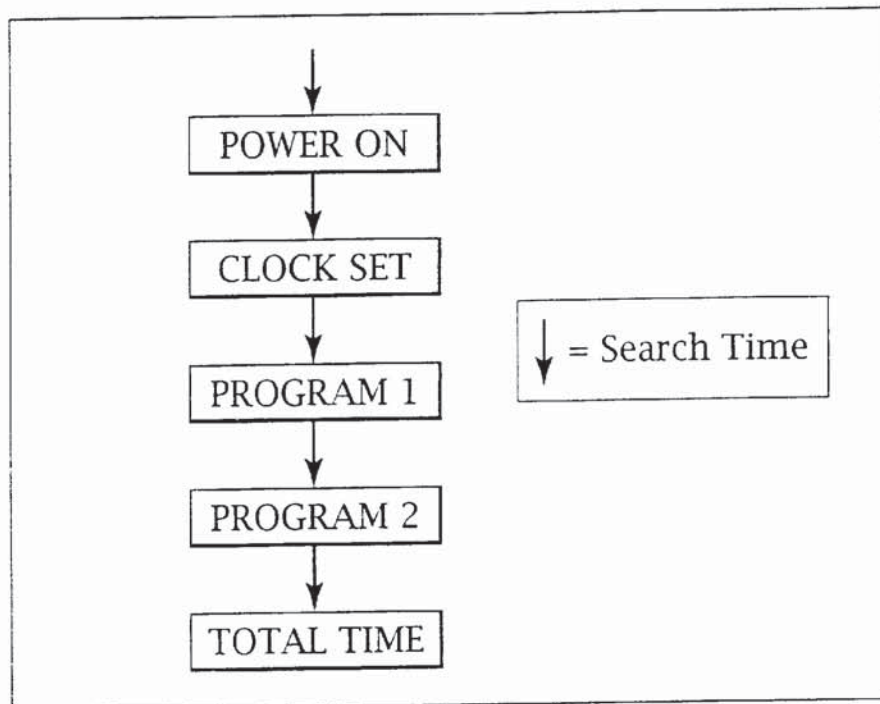 POWER ON
CLOCK SET
PROGRAM 1
= Search Time
PROGRAM 2
TOTAL TIME